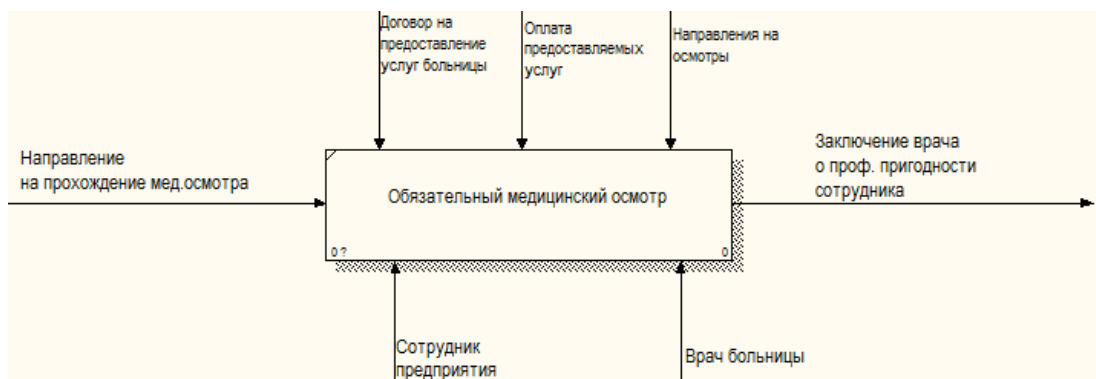 Договор на
предоставление
услуг больницы
Оплата
предоставляемых
услуг
Направления на
осмотры
Направление
на прохождение мед.осмотра
Заключение врача
о проф. пригодности
сотрудника
Обязательный медицинский осмотр
0 ?
0
Сотрудник
предприятия
Врач больницы